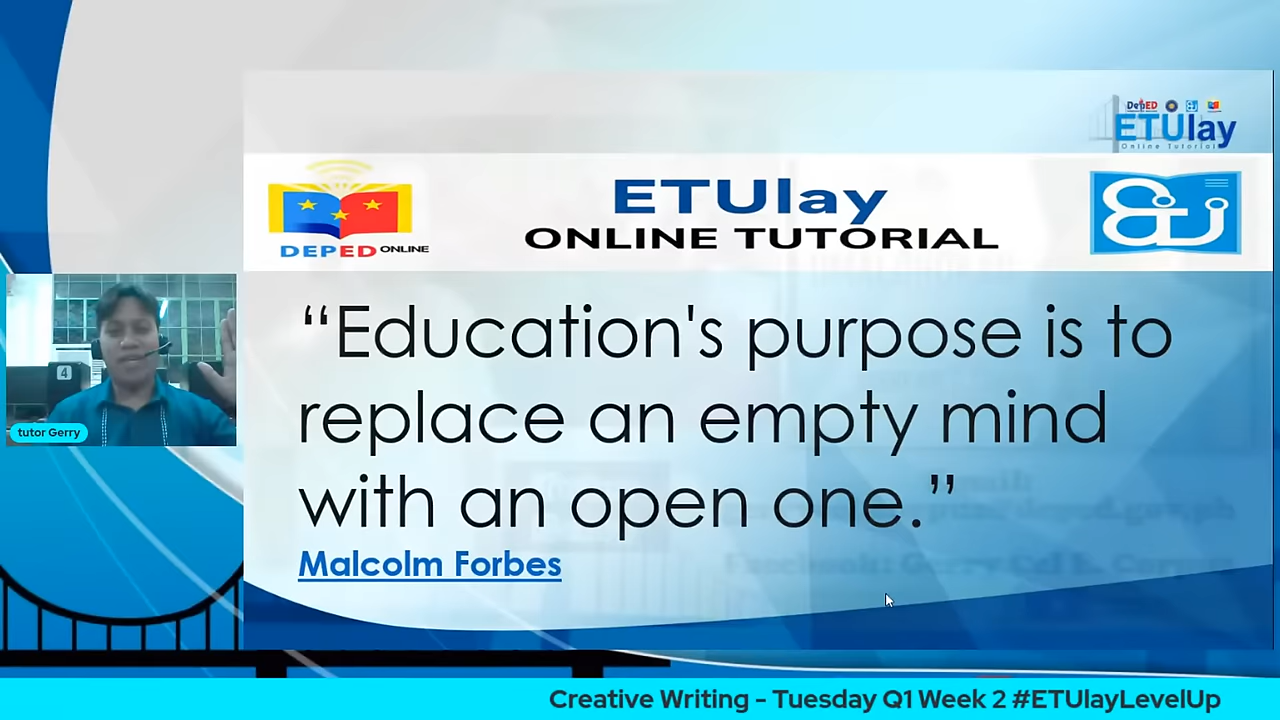 DepED
ETUlay
Online Tutorial
DEPED ONLINE
ETUlay
ONLINE TUTORIAL
etUj
“Education's purpose is to
replace an empty mind
with an open one.”
Malcolm Forbes
4
tutor Gerry
Creative Writing - Tuesday Q1 Week 2 #ETUlayLevelUp